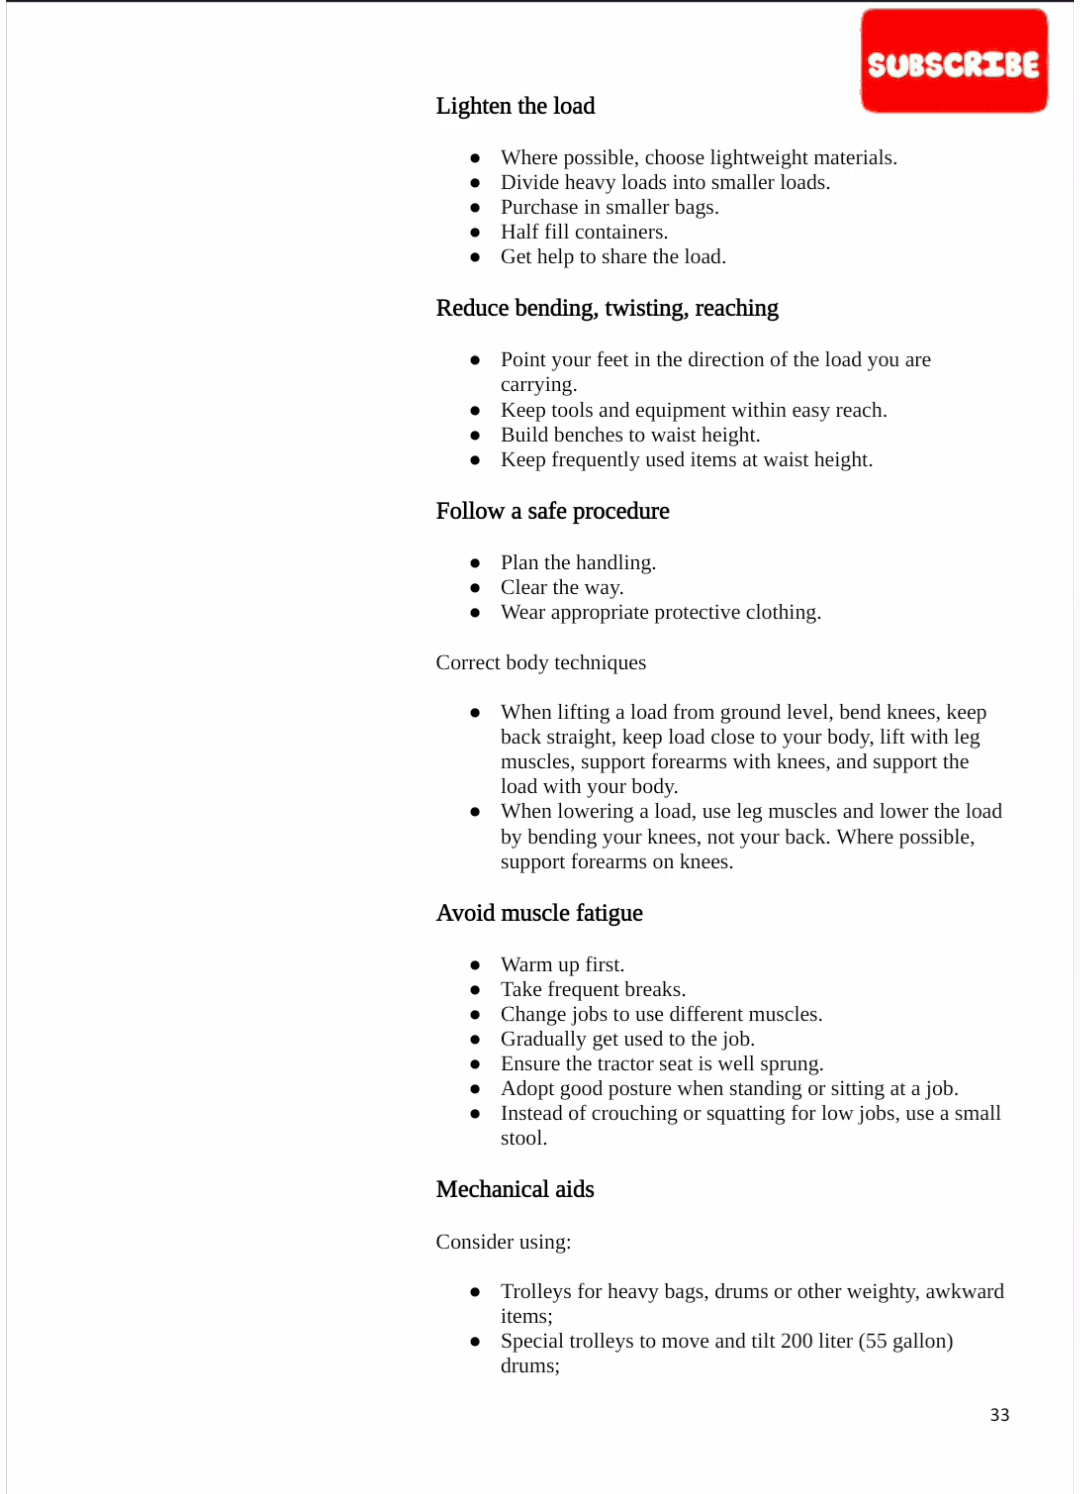 SUBSCRIBE
Lighten the load
● Where possible, choose lightweight materials.
● Divide heavy loads into smaller loads.
● Purchase in smaller bags.
● Half fill containers.
● Get help to share the load.
Reduce bending, twisting, reaching
● Point your feet in the direction of the load you are
carrying.
● Keep tools and equipment within easy reach.
● Build benches to waist height.
● Keep frequently used items at waist height.
Follow a safe procedure
● Plan the handling.
● Clear the way.
● Wear appropriate protective clothing.
Correct body techniques
● When lifting a load from ground level, bend knees, keep
back straight, keep load close to your body, lift with leg
muscles, support forearms with knees, and support the
load with your body.
● When lowering a load, use leg muscles and lower the load
by bending your knees, not your back. Where possible,
support forearms on knees.
Avoid muscle fatigue
● Warm up first.
● Take frequent breaks.
● Change jobs to use different muscles.
● Gradually get used to the job.
● Ensure the tractor seat is well sprung.
● Adopt good posture when standing or sitting at a job.
● Instead of crouching or squatting for low jobs, use a small
stool.
Mechanical aids
Consider using:
● Trolleys for heavy bags, drums or other weighty, awkward
items;
● Special trolleys to move and tilt 200 liter (55 gallon)
drums;
33